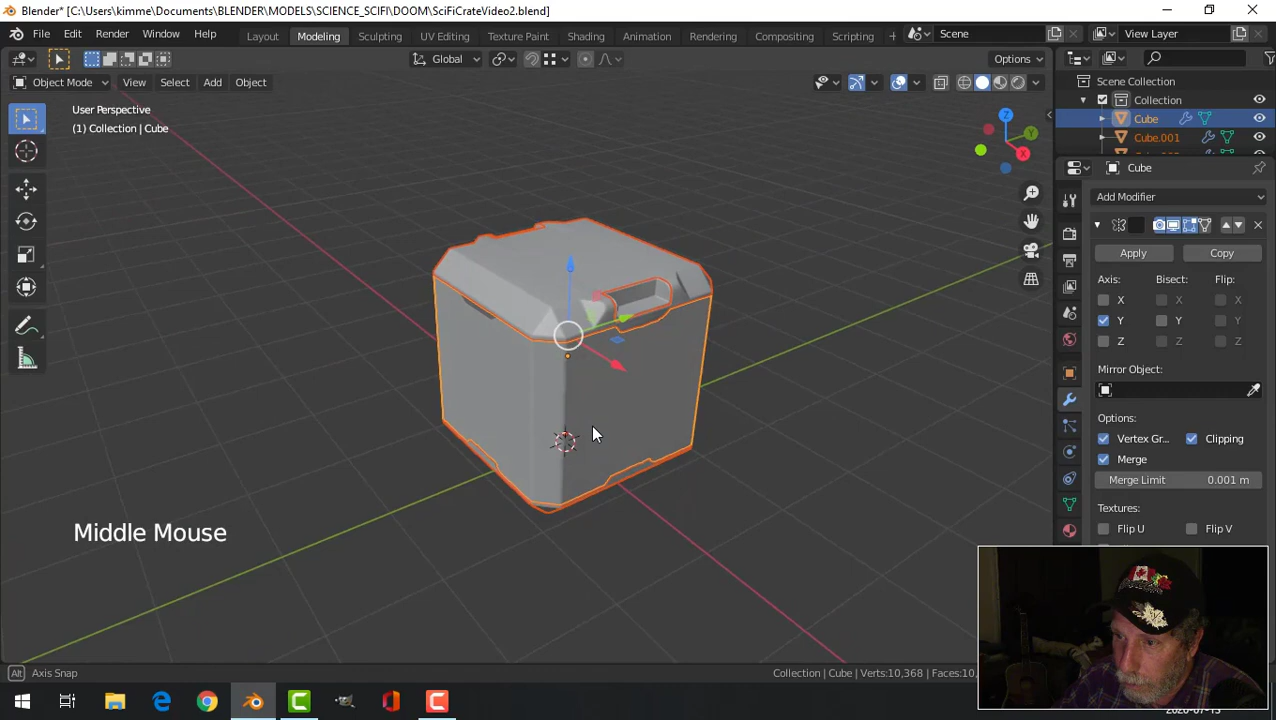 Blender* [C:\Users\kimme\Documents\BLENDER\MODELS\SCIENCE_SCIFI\DOOM\SciFiCrateVideo2.blend]
File Edit Render Window Help Layout Modeling Sculpting UV Editing Texture Paint Shading Animation Rendering Compositing Scripting Scene View Layer
Global Options
Object Mode View Select Add Object
User Perspective
(1) Collection | Cube
Scene Collection
Collection
Cube
Cube.001
Z
Y
X
Cube
Add Modifier
Apply Copy
Axis: Bisect: Flip:
X X X
Y Y Y
Z Z Z
Mirror Object:
Options:
Vertex Gr... Clipping
Merge
Merge Limit 0.001 m
Textures:
Flip U Flip V
Middle Mouse
Alt Axis Snap
Collection | Cube | Verts:10,368 | Faces:10,